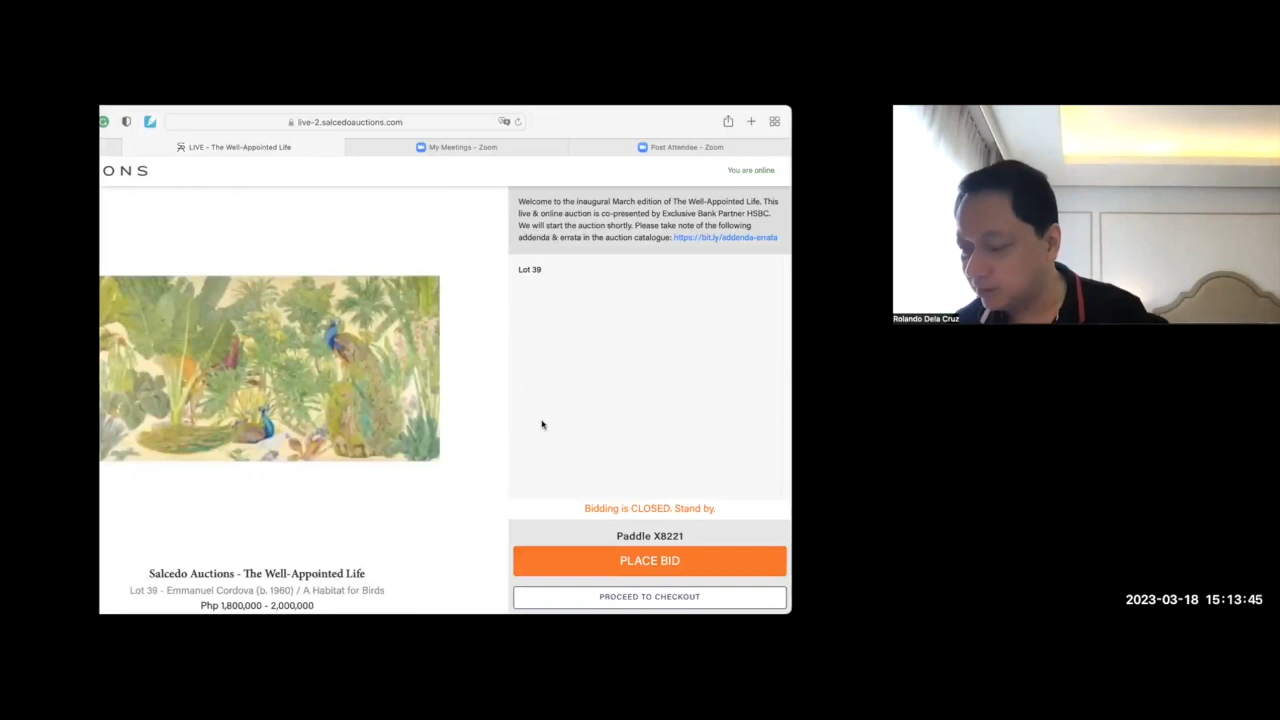 live-2.salcedoauctions.com
LIVE - The Well-Appointed Life
My Meetings - Zoom
Post Attendee - Zoom
ONS
You are online
Welcome to the inaugural March edition of The Well-Appointed Life. This
live & online auction is co-presented by Exclusive Bank Partner HSBC.
We will start the auction shortly. Please take note of the following
addenda & errata in the auction catalogue: https://bit.ly/addenda-errata
Lot 39
Bidding is CLOSED. Stand by.
Paddle X8221
PLACE BID
PROCEED TO CHECKOUT
Salcedo Auctions - The Well-Appointed Life
Lot 39 - Emmanuel Cordova (b. 1960) / A Habitat for Birds
Php 1,800,000 - 2,000,000
Rolando Dela Cruz
2023-03-18 15:13:45